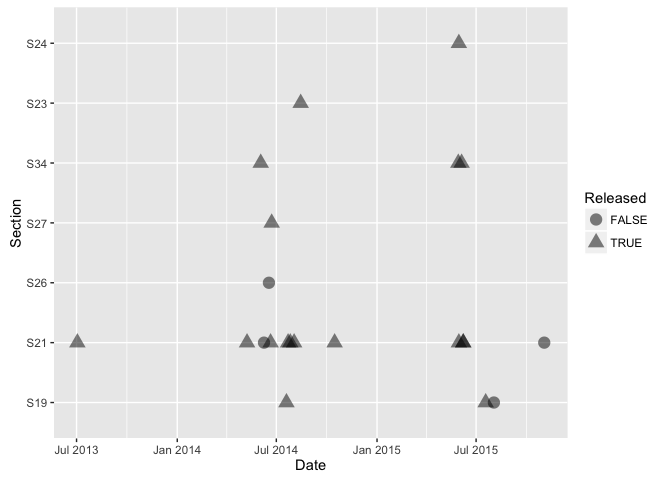 S24
S23
S34
S27
S26
S21
S19
Section
Jul 2013
Jan 2014
Jul 2014
Jan 2015
Jul 2015
Date
Released
FALSE
TRUE